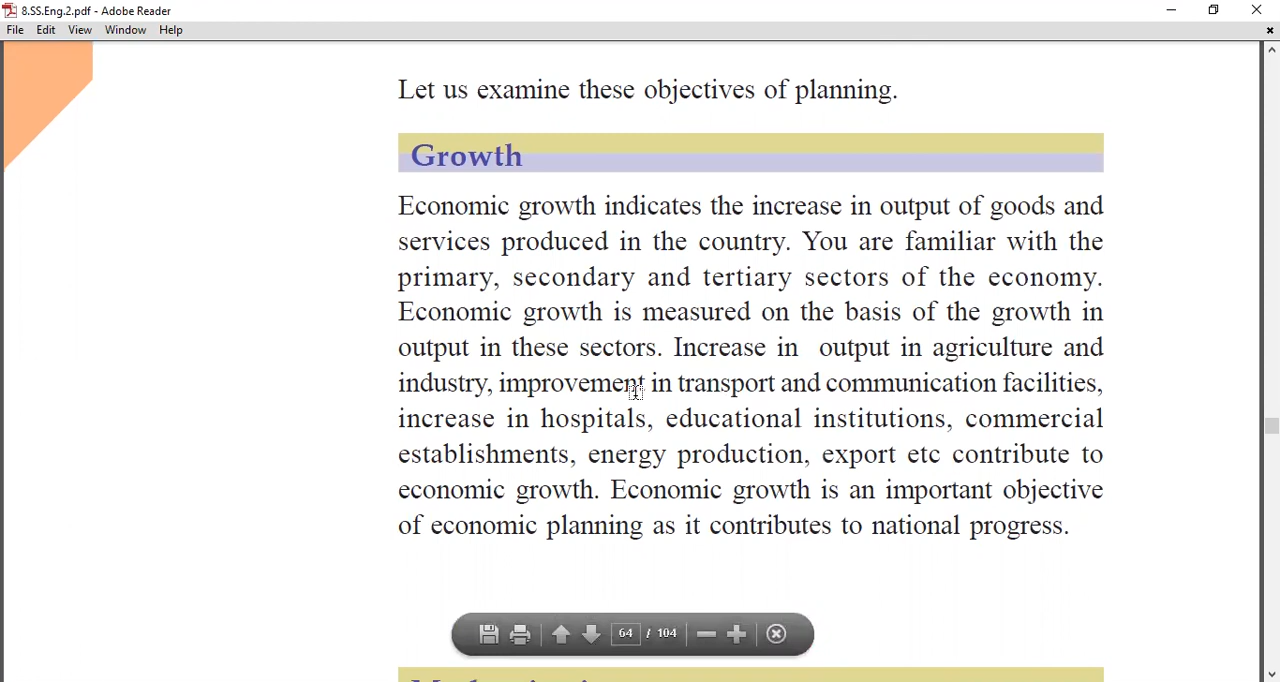 8.SS.Eng.2.pdf - Adobe Reader
File Edit View Window Help
Let us examine these objectives of planning.
Growth
Economic growth indicates the increase in output of goods and
services produced in the country. You are familiar with the
primary, secondary and tertiary sectors of the economy.
Economic growth is measured on the basis of the growth in
output in these sectors. Increase in output in agriculture and
industry, improvement in transport and communication facilities,
increase in hospitals, educational institutions, commercial
establishments, energy production, export etc contribute to
economic growth. Economic growth is an important objective
of economic planning as it contributes to national progress.
64 / 104